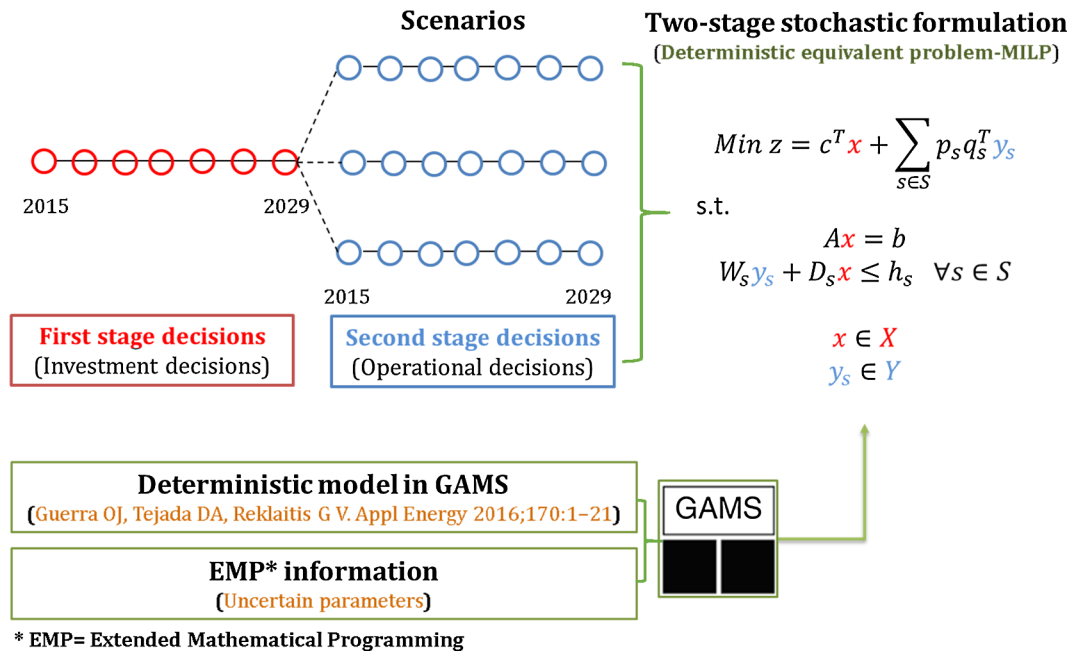 Scenarios
Two-stage stochastic formulation
(Deterministic equivalent problem-MILP)
Min z = c^T x + ∑_{s∈S} p_s q_s^T y_s
s.t.
Ax = b
W_s y_s + D_s x ≤ h_s ∀s ∈ S
x ∈ X
y_s ∈ Y
2015 2029
2015 2029
First stage decisions
(Investment decisions)
Second stage decisions
(Operational decisions)
Deterministic model in GAMS
(Guerra OJ, Tejada DA, Reklaitis G V. Appl Energy 2016;170:1–21)
EMP* information
(Uncertain parameters)
GAMS
* EMP= Extended Mathematical Programming